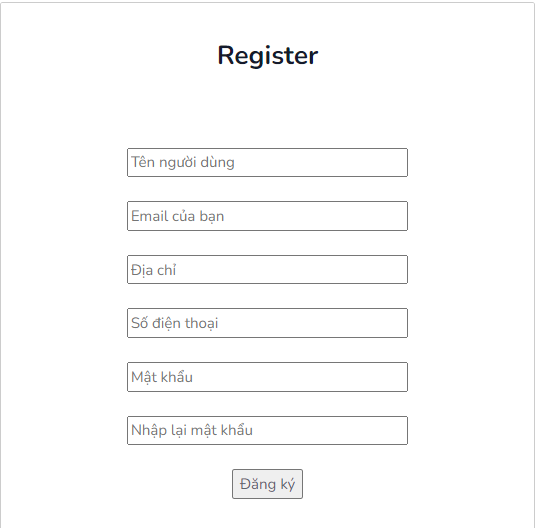 Register
Tên người dùng
Email của bạn
Địa chỉ
Số điện thoại
Mật khẩu
Nhập lại mật khẩu
Đăng ký